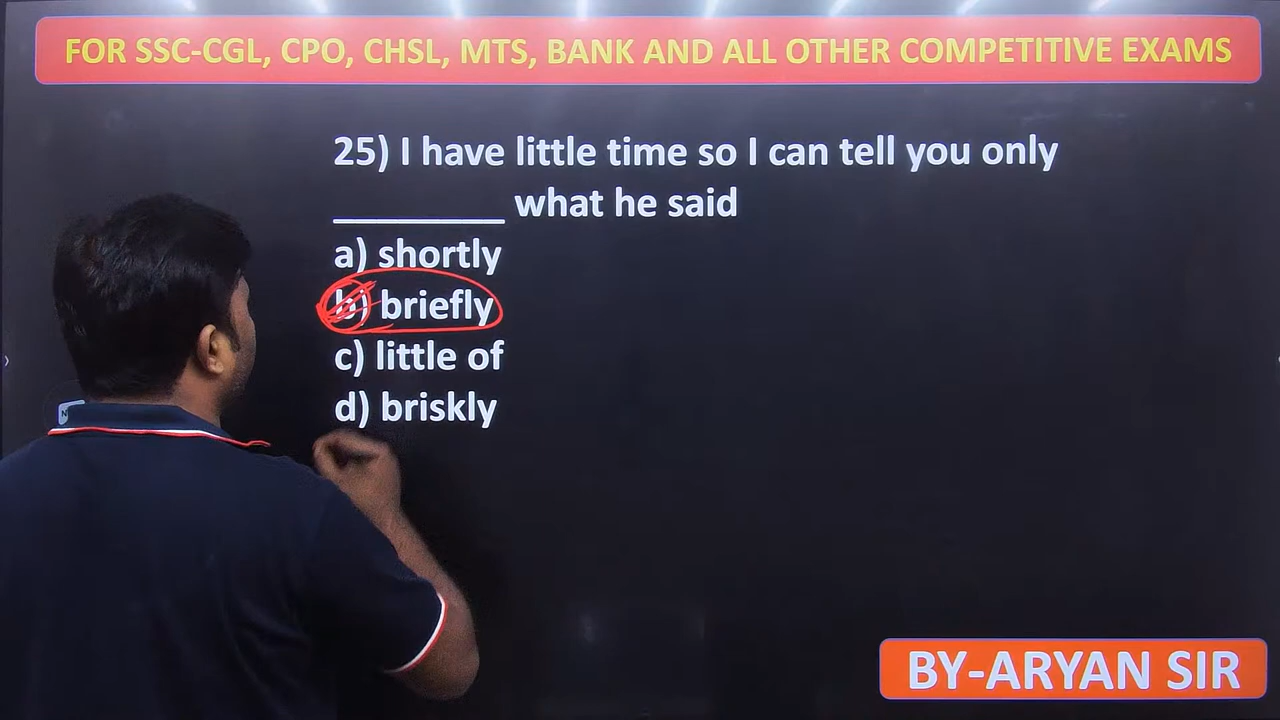 FOR SSC-CGL, CPO, CHSL, MTS, BANK AND ALL OTHER COMPETITIVE EXAMS
25) I have little time so I can tell you only
__________ what he said
a) shortly
b) briefly
c) little of
d) briskly
BY-ARYAN SIR